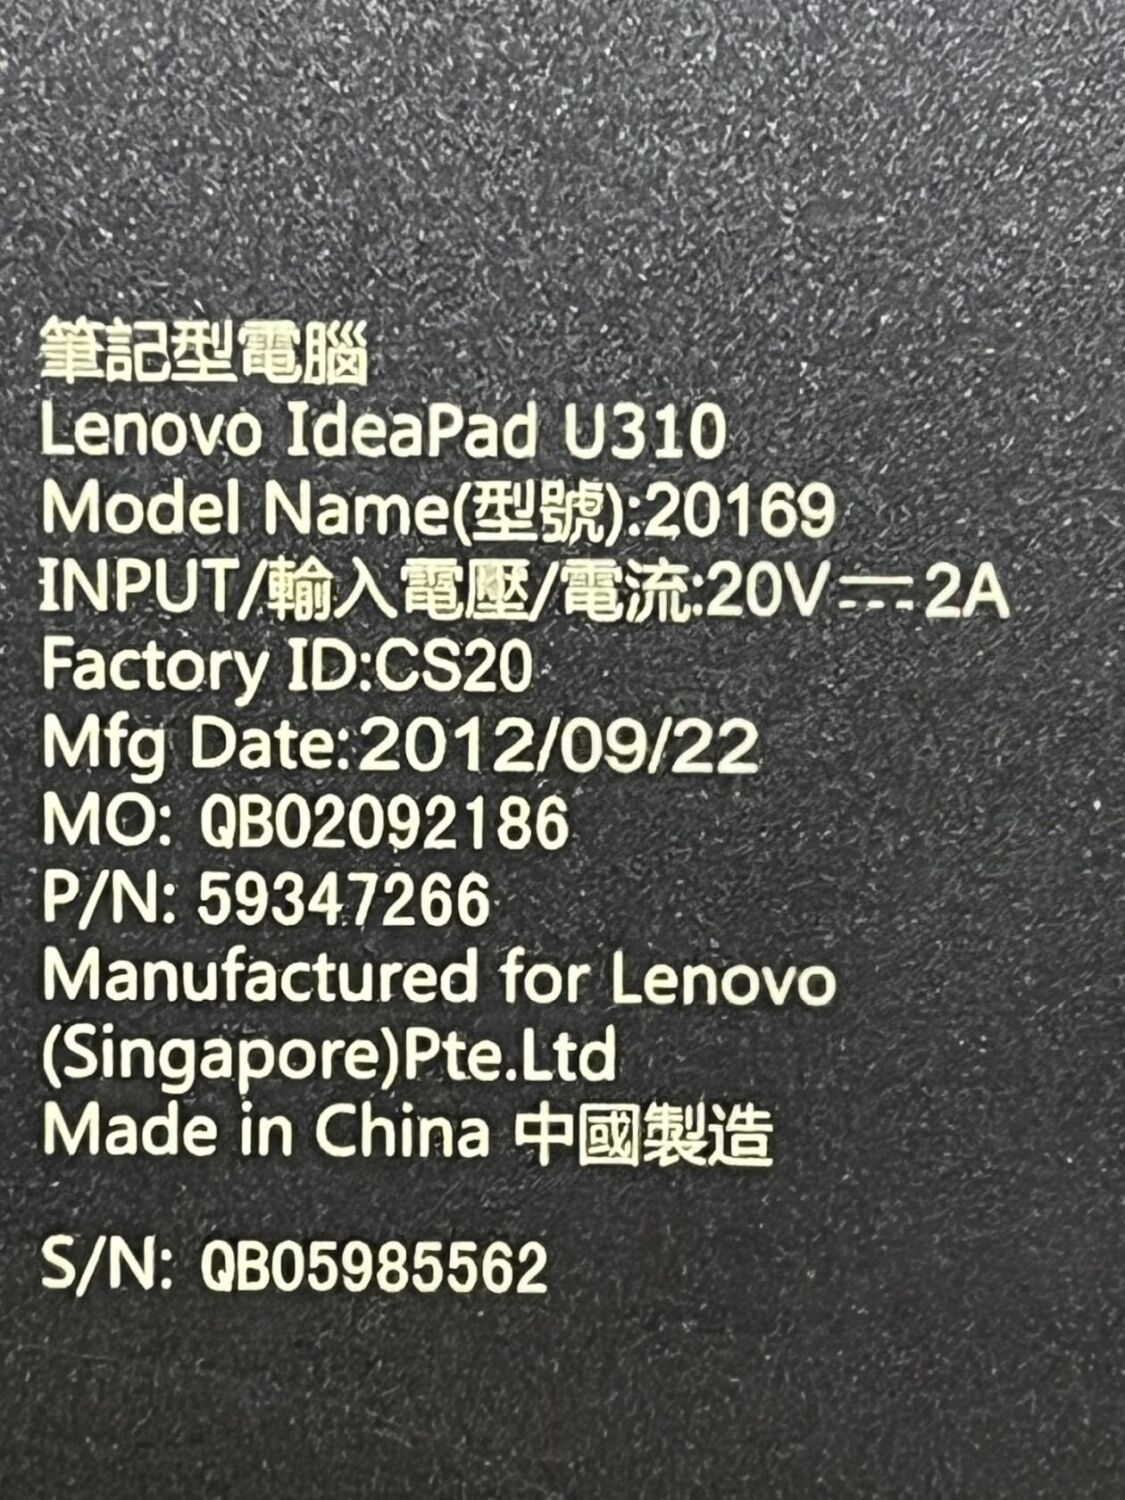 筆記型電腦
Lenovo IdeaPad U310
Model Name(型號):20169
INPUT/輸入電壓/電流:20V⎓2A
Factory ID:CS20
Mfg Date:2012/09/22
MO: QB02092186
P/N: 59347266
Manufactured for Lenovo
(Singapore)Pte.Ltd
Made in China 中國製造
S/N: QB05985562